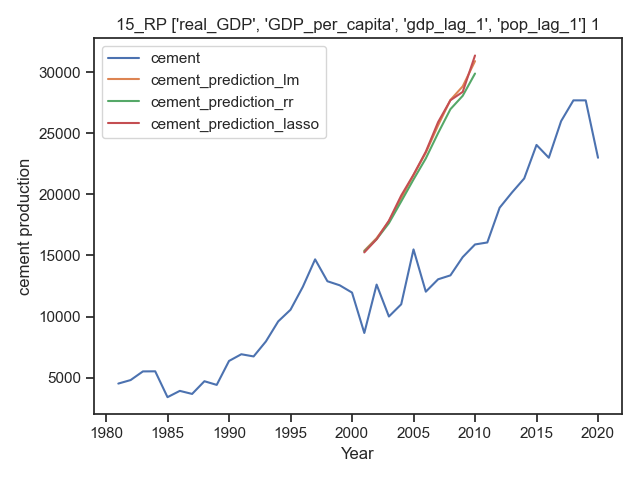 15_RP ['real_GDP', 'GDP_per_capita', 'gdp_lag_1', 'pop_lag_1'] 1
cement
cement_prediction_lm
cement_prediction_rr
cement_prediction_lasso
30000
25000
20000
15000
10000
5000
cement production
1980 1985 1990 1995 2000 2005 2010 2015 2020
Year